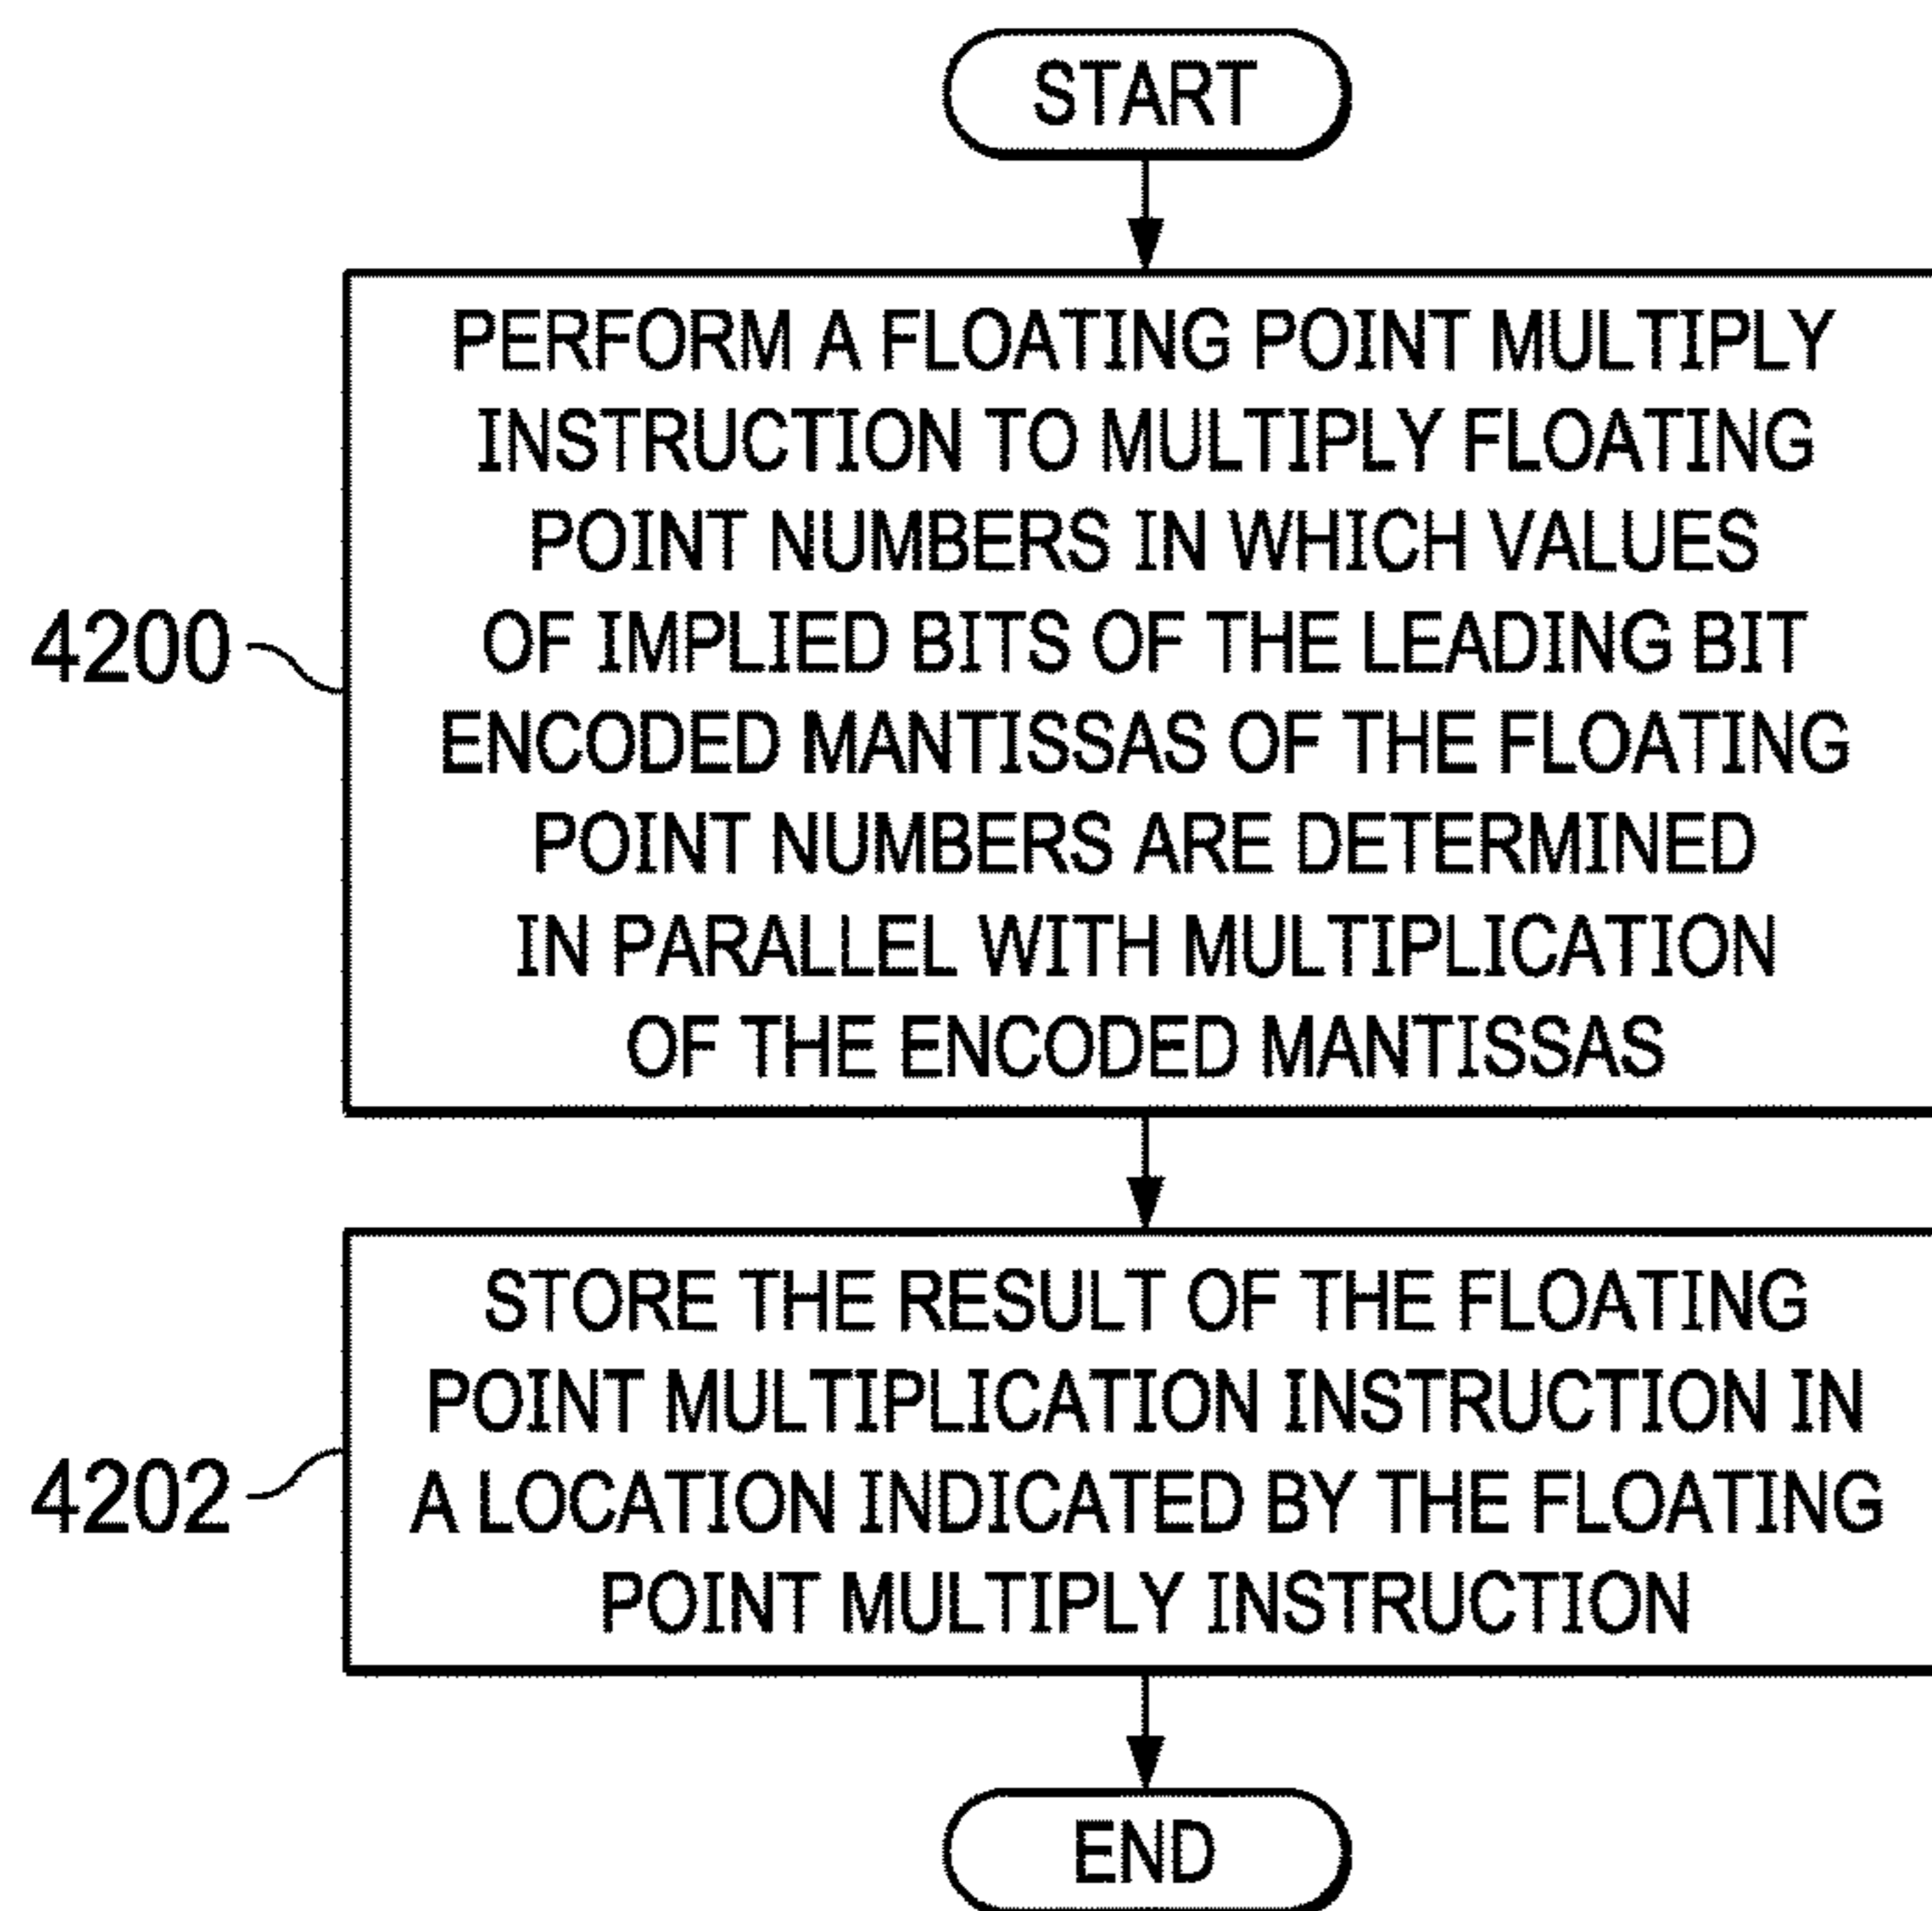 START
PERFORM A FLOATING POINT MULTIPLY
INSTRUCTION TO MULTIPLY FLOATING
POINT NUMBERS IN WHICH VALUES
OF IMPLIED BITS OF THE LEADING BIT
4200
ENCODED MANTISSAS OF THE FLOATING
POINT NUMBERS ARE DETERMINED
IN PARALLEL WITH MULTIPLICATION
OF THE ENCODED MANTISSAS
STORE THE RESULT OF THE FLOATING
POINT MULTIPLICATION INSTRUCTION IN
4202
A LOCATION INDICATED BY THE FLOATING
POINT MULTIPLY INSTRUCTION
END